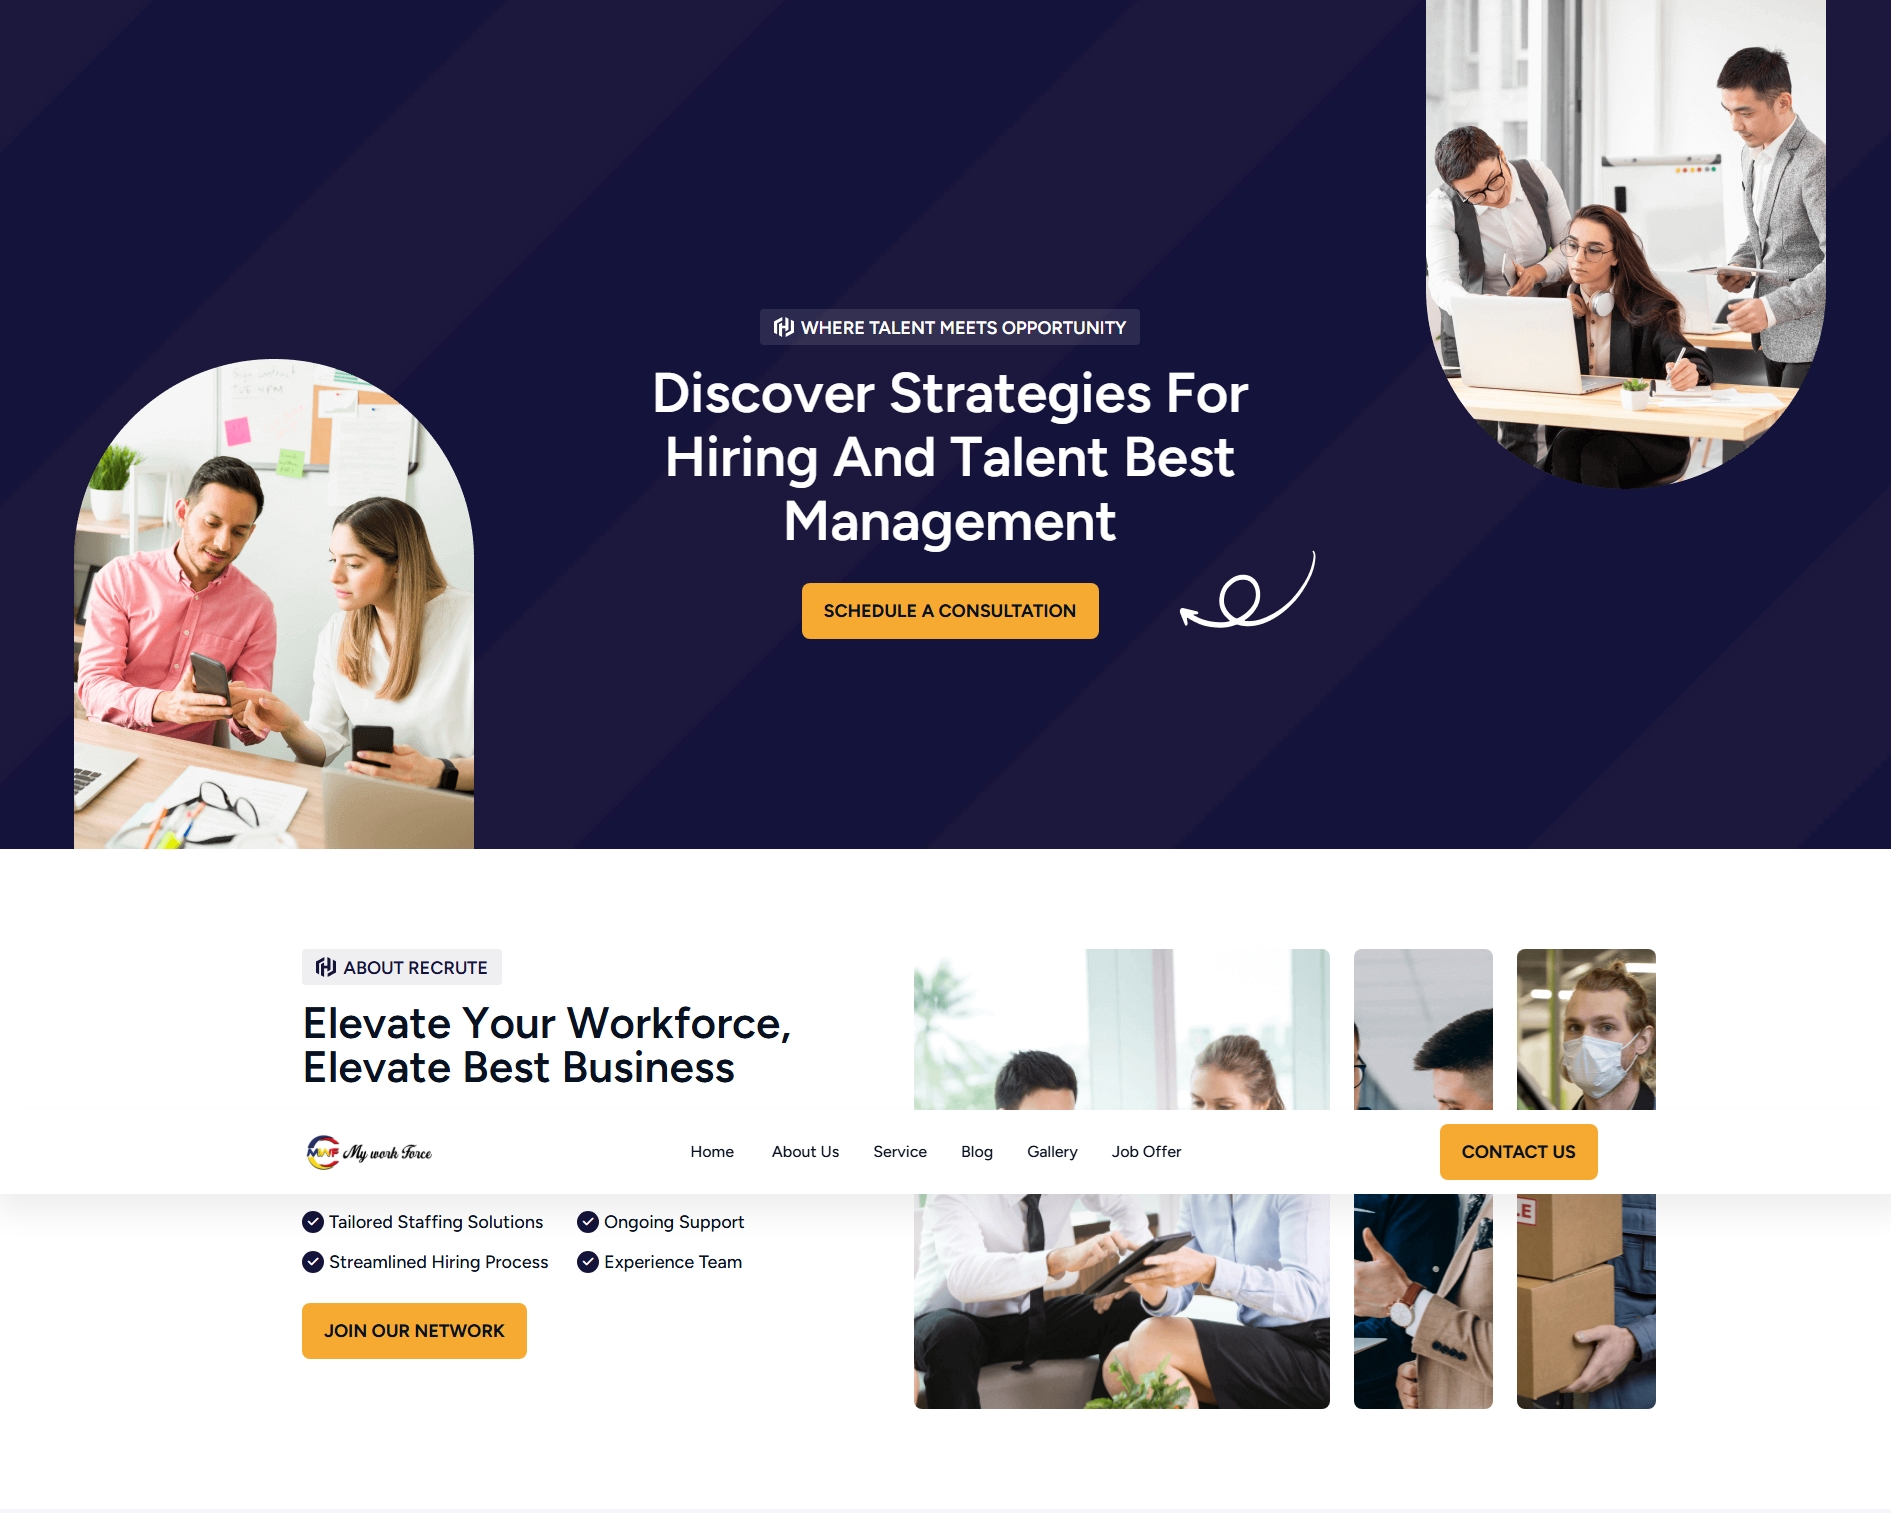 WHERE TALENT MEETS OPPORTUNITY
Discover Strategies For
Hiring And Talent Best
Management
SCHEDULE A CONSULTATION
ABOUT RECRUTE
Elevate Your Workforce,
Elevate Best Business
MWF My work Force
Home About Us Service Blog Gallery Job Offer
CONTACT US
Tailored Staffing Solutions Ongoing Support
Streamlined Hiring Process Experience Team
JOIN OUR NETWORK